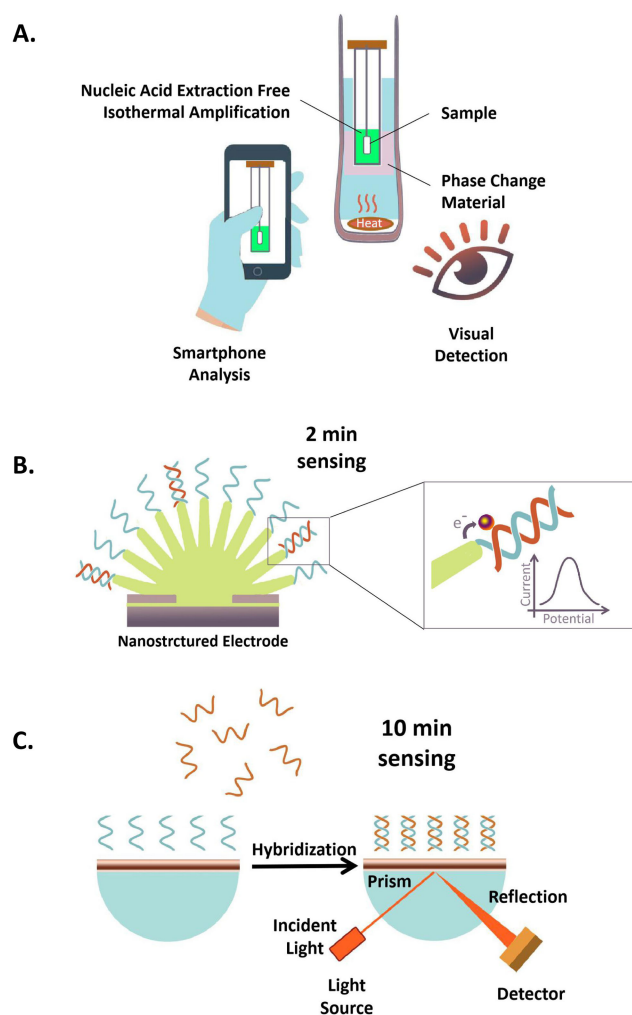 A.
Nucleic Acid Extraction Free
Isothermal Amplification
Sample
Phase Change
Material
Heat
Smartphone
Analysis
Visual
Detection
B.
2 min
sensing
e-
Current
Potential
Nanostrctured Electrode
C.
10 min
sensing
Hybridization
Prism
Reflection
Incident
Light
Light
Source
Detector